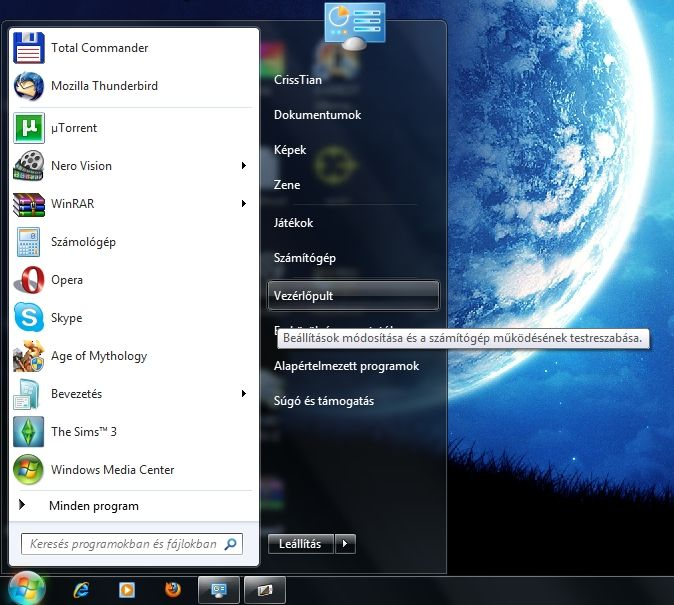 Total Commander
Mozilla Thunderbird
µTorrent
Nero Vision
WinRAR
Számológép
Opera
Skype
Age of Mythology
Bevezetés
The Sims™ 3
Windows Media Center
Minden program
Keresés programokban és fájlokban
CrissTian
Dokumentumok
Képek
Zene
Játékok
Számítógép
Vezérlőpult
Beállítások módosítása és a számítógép működésének testreszabása.
Alapértelmezett programok
Súgó és támogatás
Leállítás